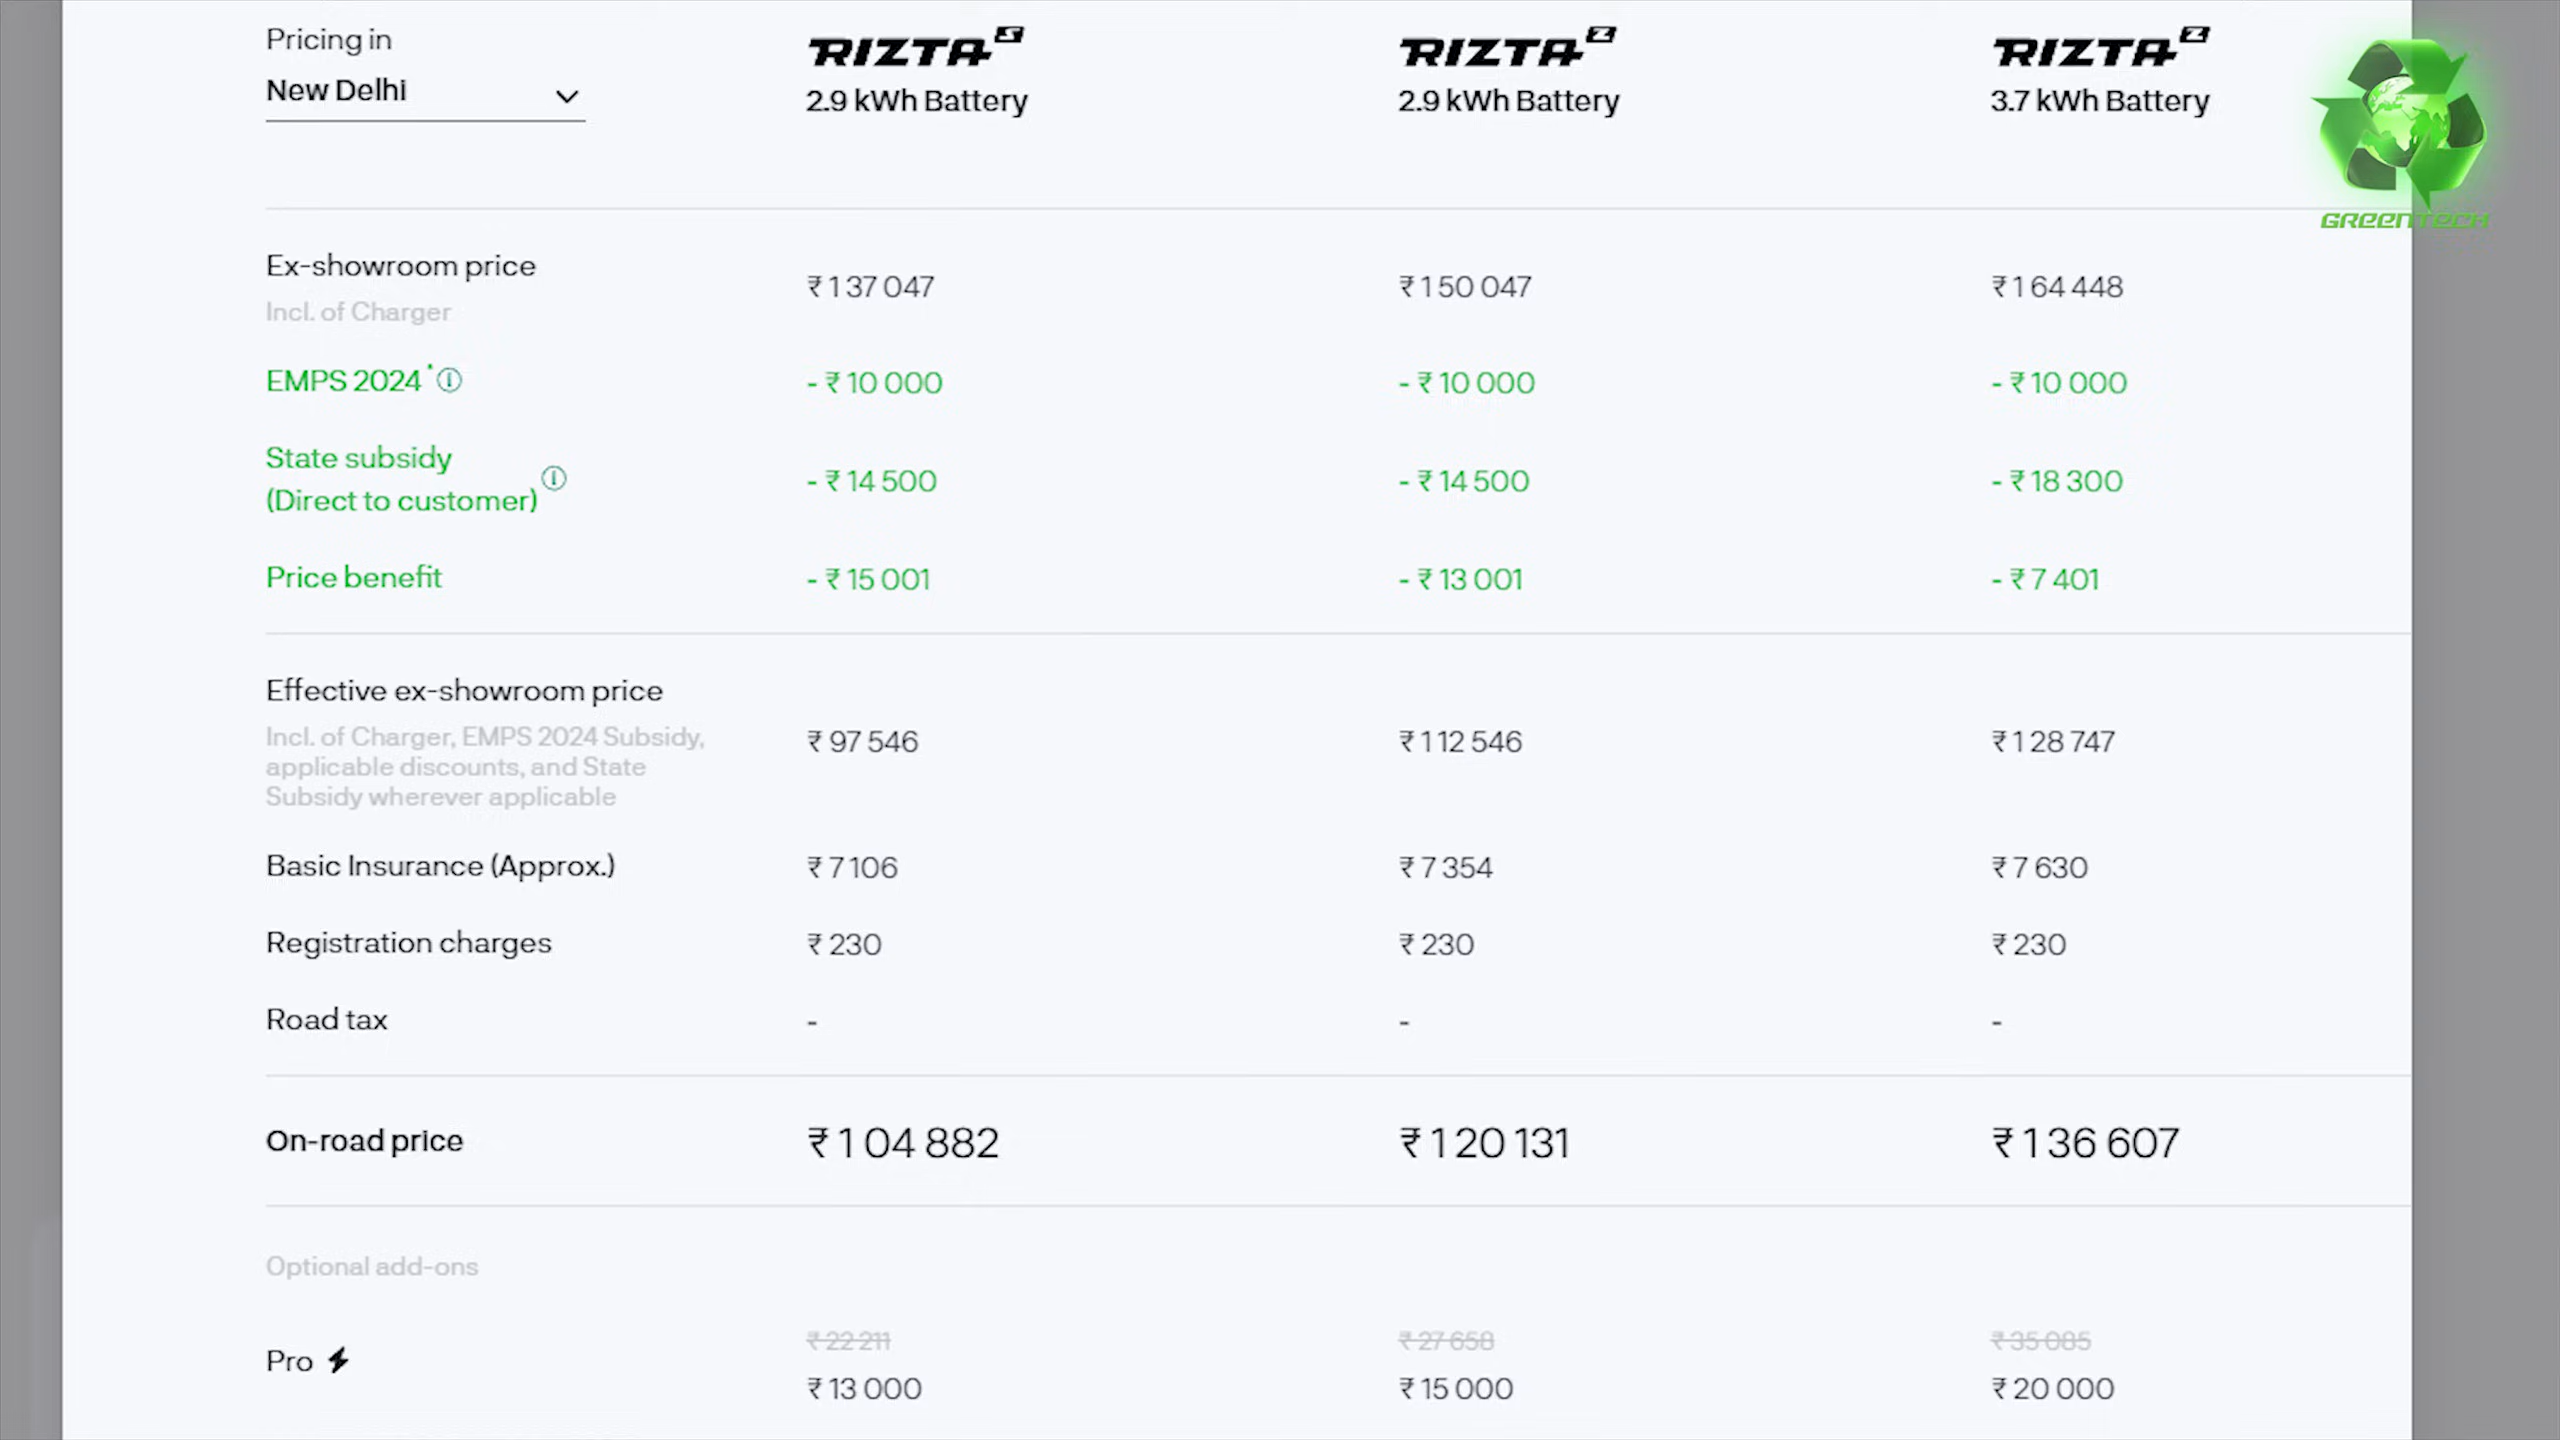 Pricing in
New Delhi
RIZTA S
2.9 kWh Battery
RIZTA Z
2.9 kWh Battery
RIZTA Z
3.7 kWh Battery
GREENTECH
Ex-showroom price
Incl. of Charger
₹ 1 37 047
₹ 1 50 047
₹ 1 64 448
EMPS 2024*
- ₹ 10 000
- ₹ 10 000
- ₹ 10 000
State subsidy
(Direct to customer)
- ₹ 14 500
- ₹ 14 500
- ₹ 18 300
Price benefit
- ₹ 15 001
- ₹ 13 001
- ₹ 7 401
Effective ex-showroom price
Incl. of Charger, EMPS 2024 Subsidy,
applicable discounts, and State
Subsidy wherever applicable
₹ 97 546
₹ 1 12 546
₹ 1 28 747
Basic Insurance (Approx.)
₹ 7 106
₹ 7 354
₹ 7 630
Registration charges
₹ 230
₹ 230
₹ 230
Road tax
-
-
-
On-road price
₹ 1 04 882
₹ 1 20 131
₹ 1 36 607
Optional add-ons
Pro
₹ 22 211
₹ 27 658
₹ 35 085
₹ 13 000
₹ 15 000
₹ 20 000